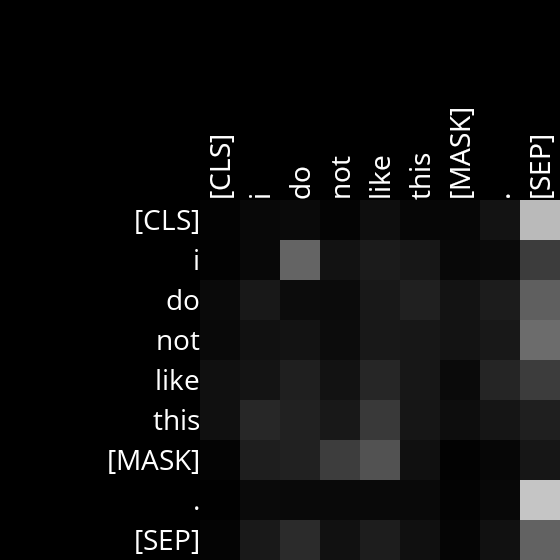 [CLS] i do not like this [MASK] . [SEP]
[CLS]
i
do
not
like
this
[MASK]
.
[SEP]